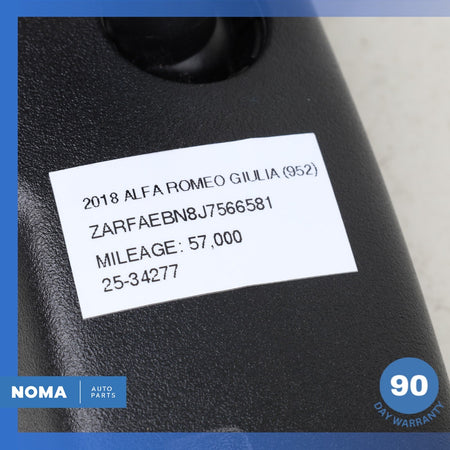 2018 ALFA ROMEO GIULIA (952)
ZARFAEBN8J7566581
MILEAGE: 57,000
25-34277
NOMA
AUTO
PARTS
90
DAY WARRANTY